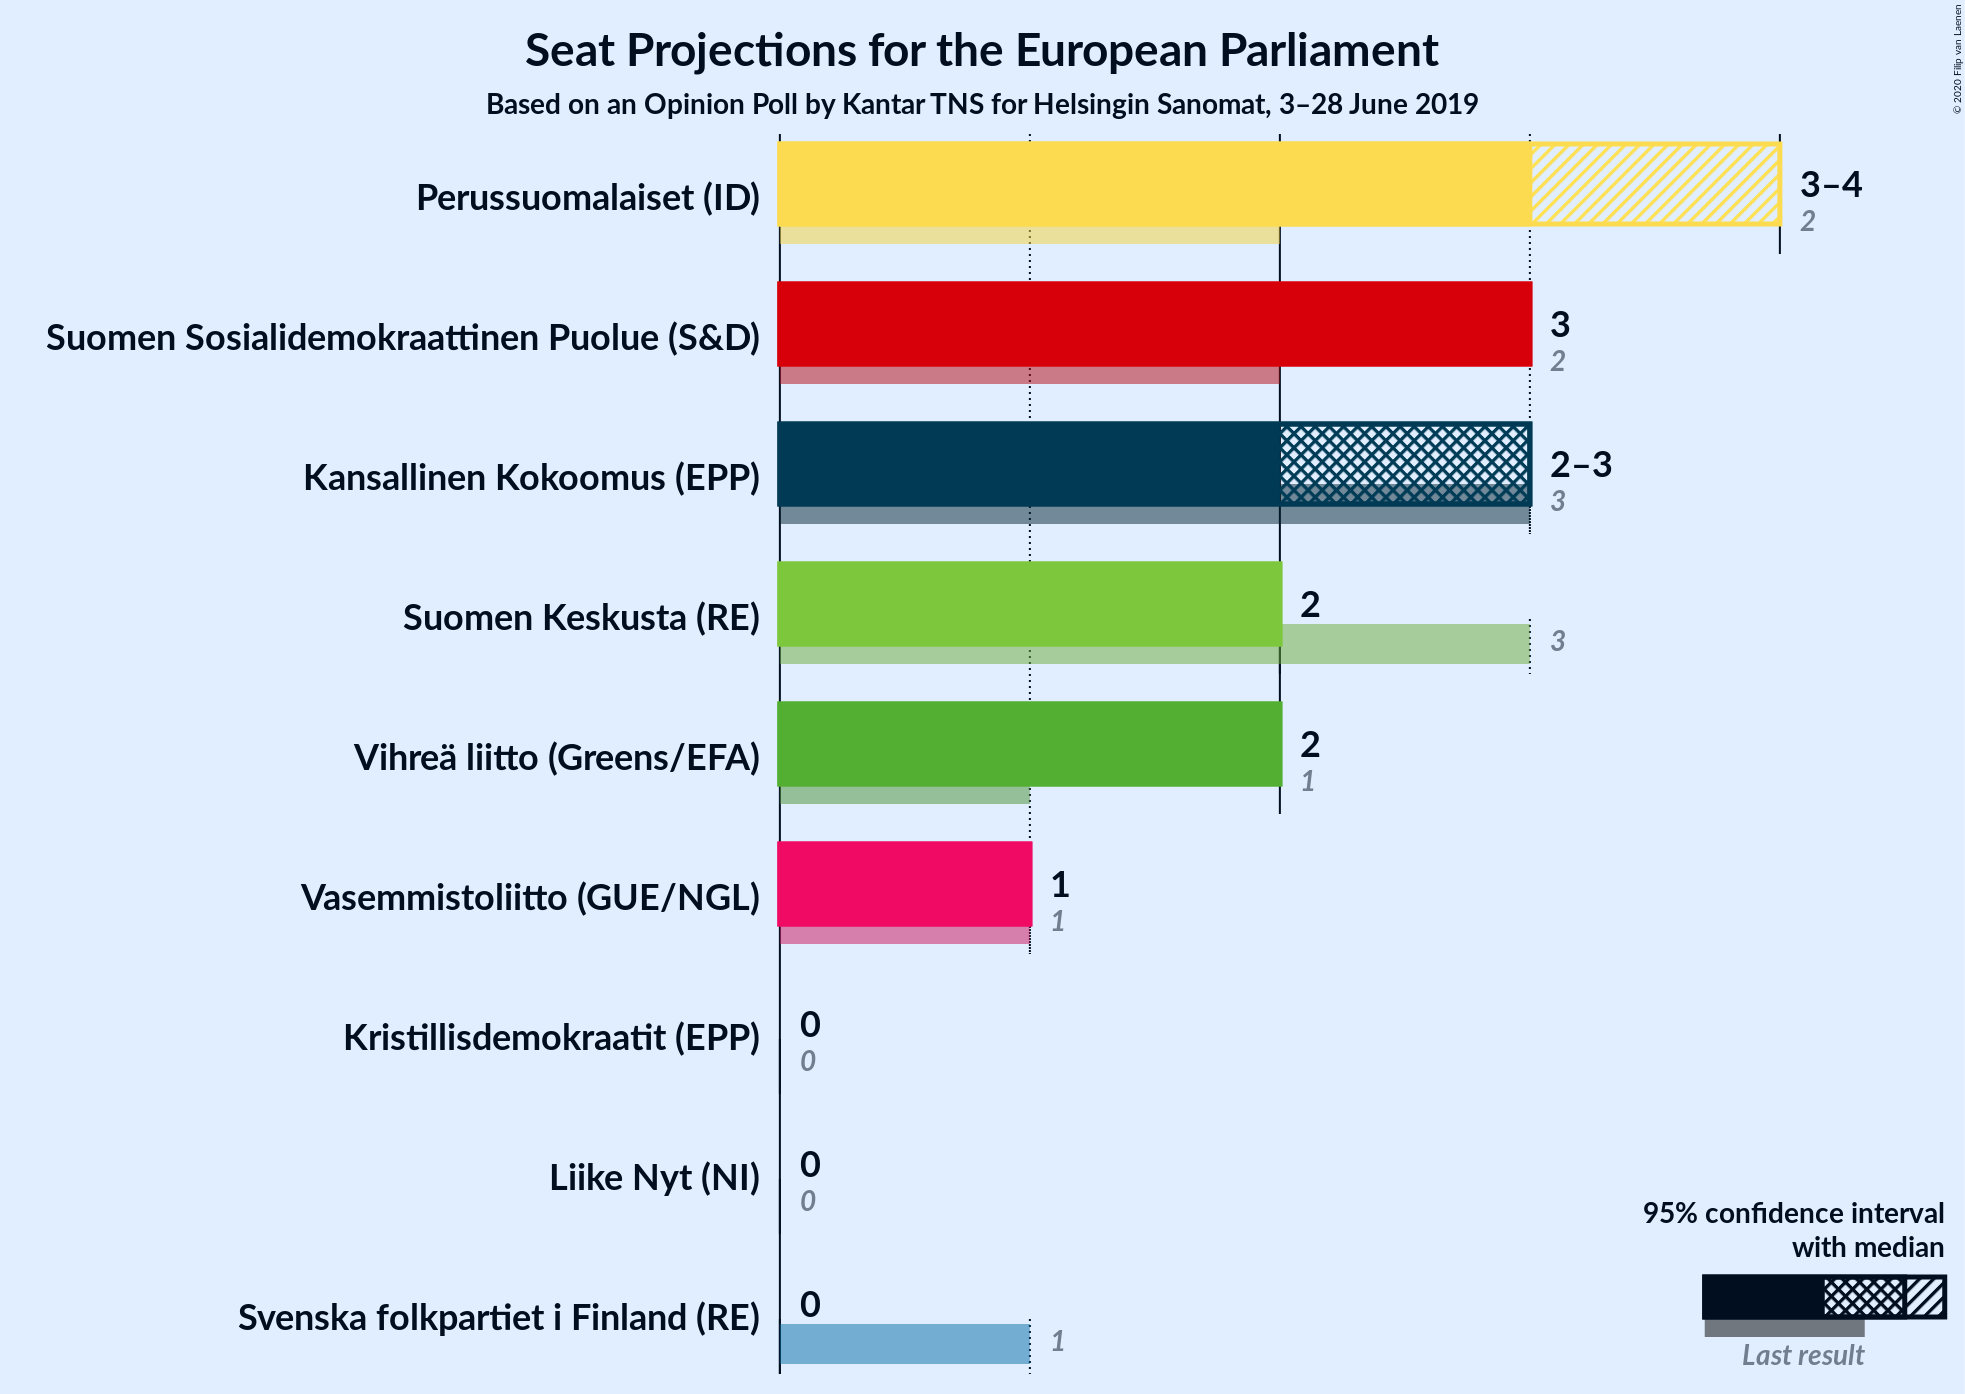 Seat Projections for the European Parliament
Based on an Opinion Poll by Kantar TNS for Helsingin Sanomat, 3–28 June 2019
© 2020 Filip van Laenen
Perussuomalaiset (ID)
3–4
2
Suomen Sosialidemokraattinen Puolue (S&D)
3
2
Kansallinen Kokoomus (EPP)
2–3
3
Suomen Keskusta (RE)
2
3
Vihreä liitto (Greens/EFA)
2
1
Vasemmistoliitto (GUE/NGL)
1
1
Kristillisdemokraatit (EPP)
0
0
Liike Nyt (NI)
0
0
Svenska folkpartiet i Finland (RE)
0
1
95% confidence interval
with median
Last result